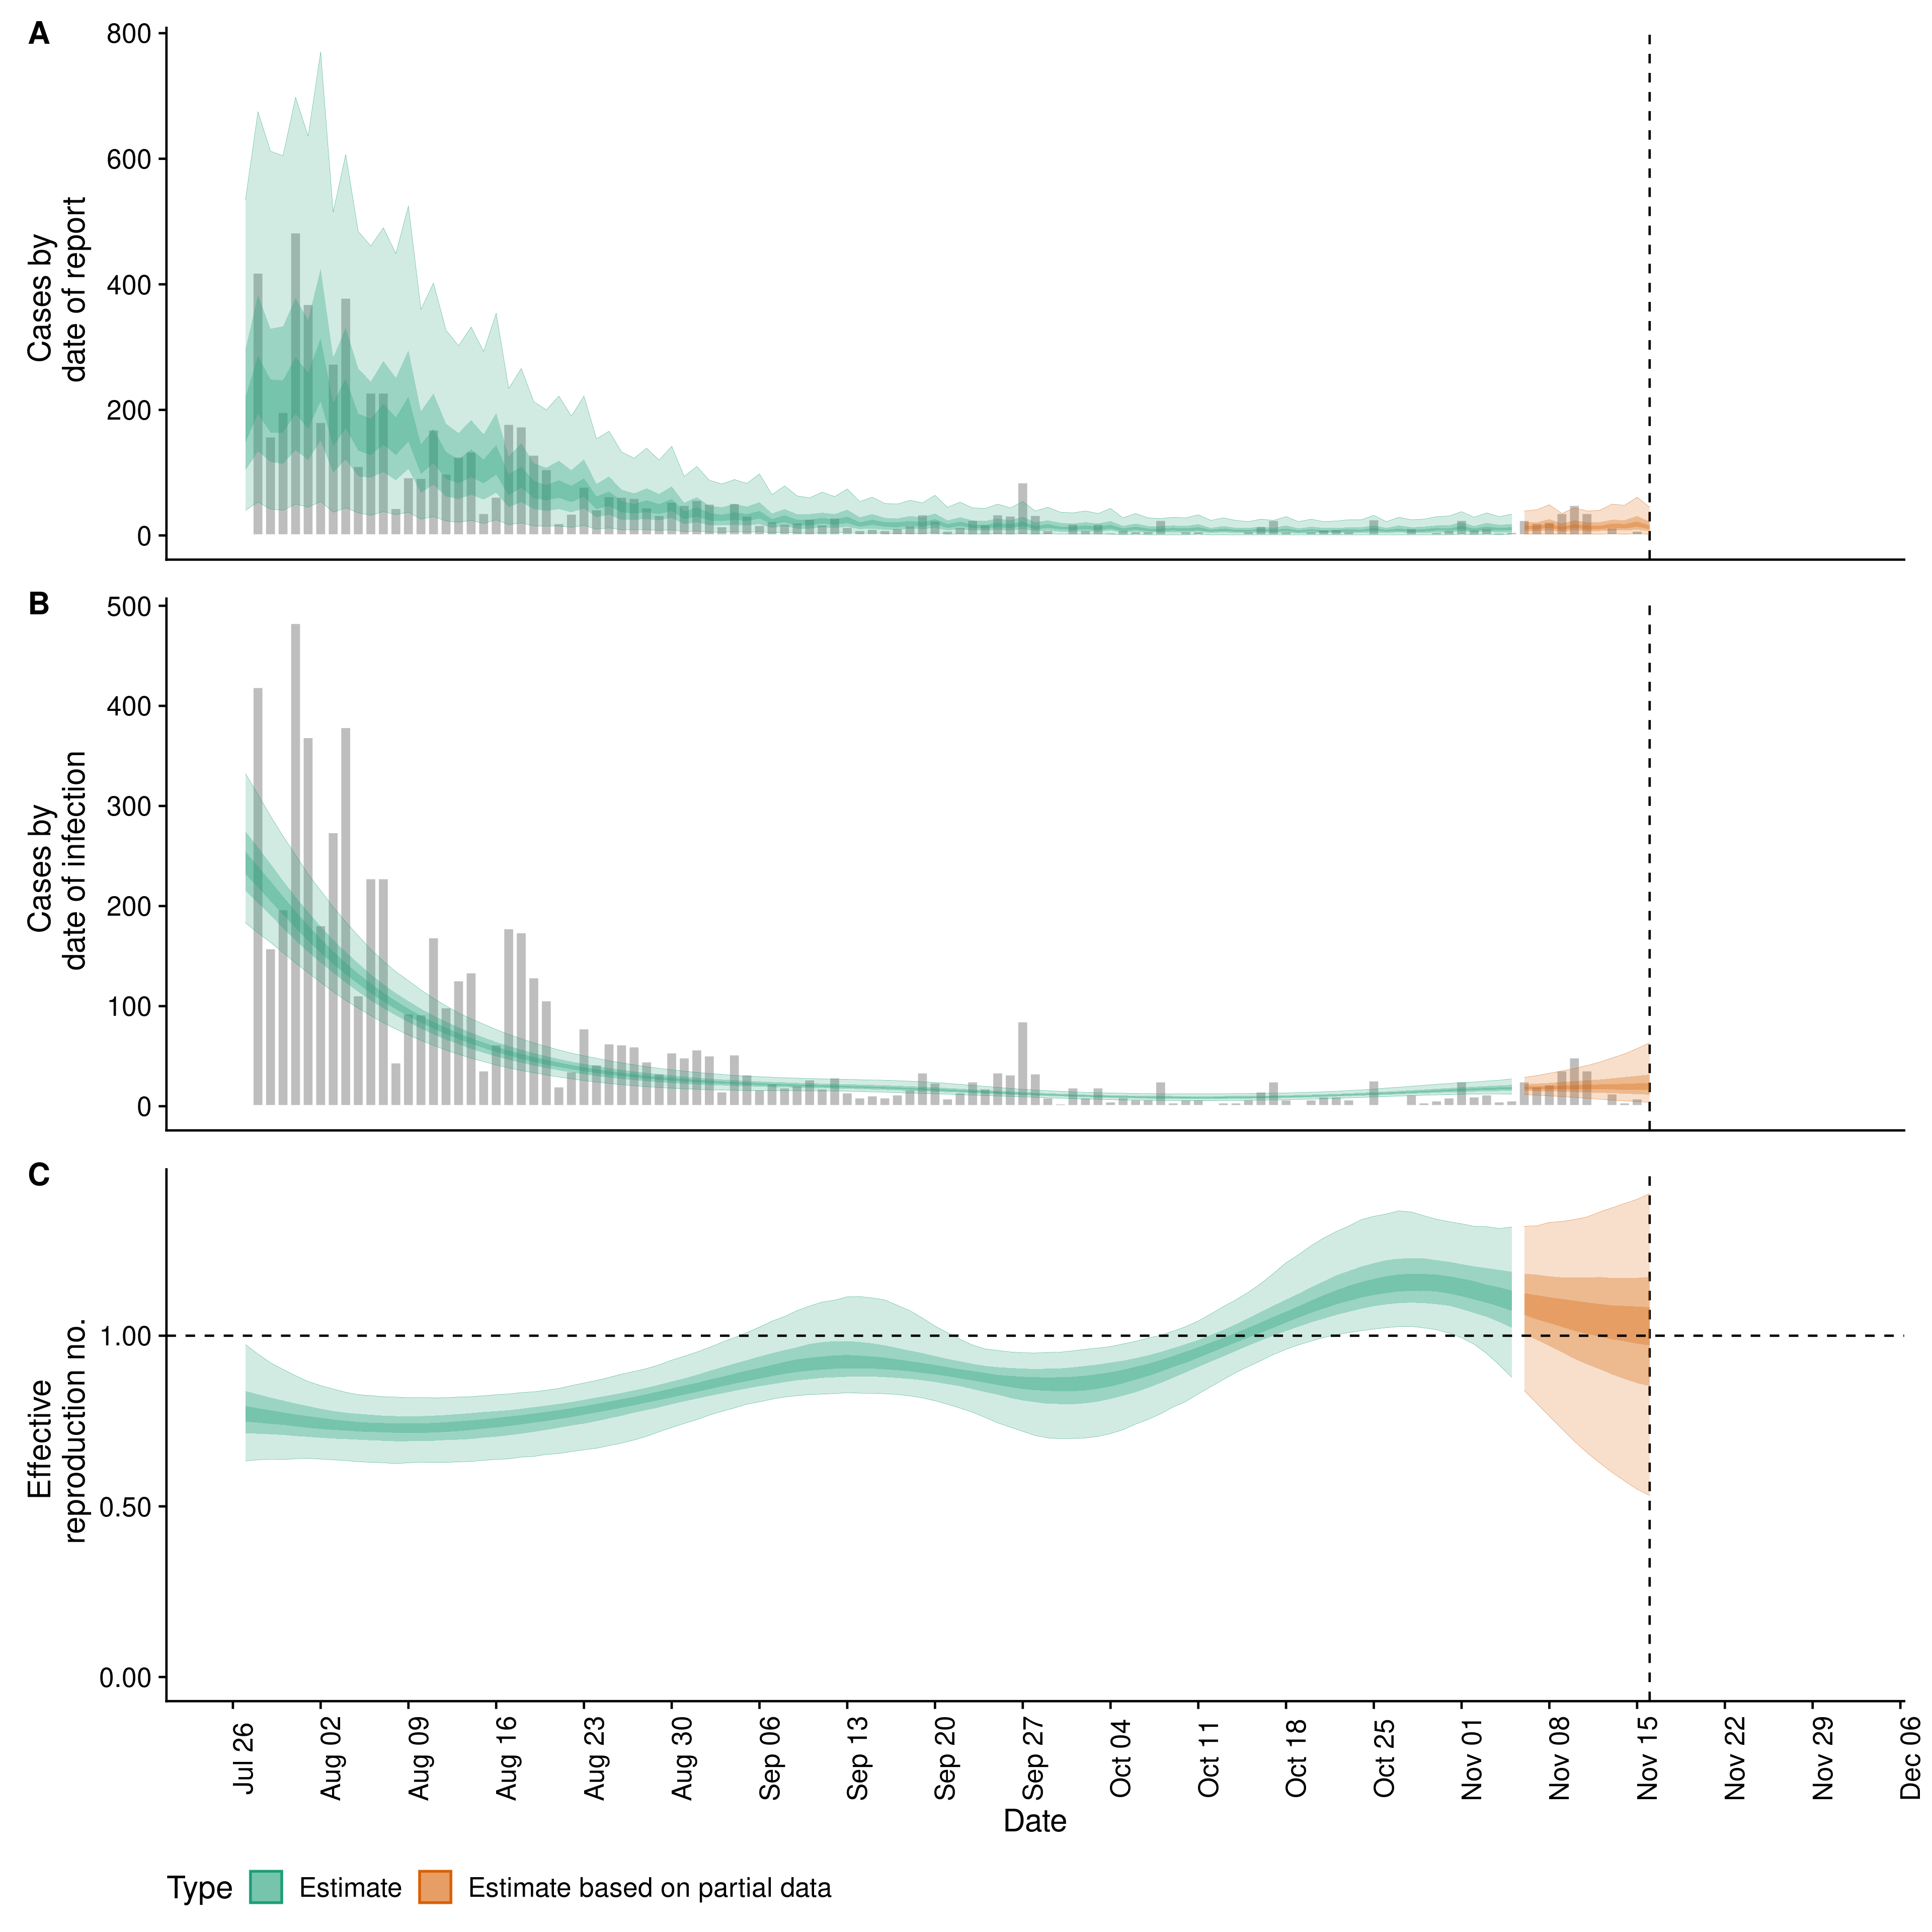 A
800
600
400
200
0
Cases by
date of report
B
500
400
300
200
100
0
Cases by
date of infection
C
1.00
0.50
0.00
Effective
reproduction no.
Jul 26
Aug 02
Aug 09
Aug 16
Aug 23
Aug 30
Sep 06
Sep 13
Sep 20
Sep 27
Oct 04
Oct 11
Oct 18
Oct 25
Nov 01
Nov 08
Nov 15
Nov 22
Nov 29
Dec 06
Date
Type Estimate Estimate based on partial data